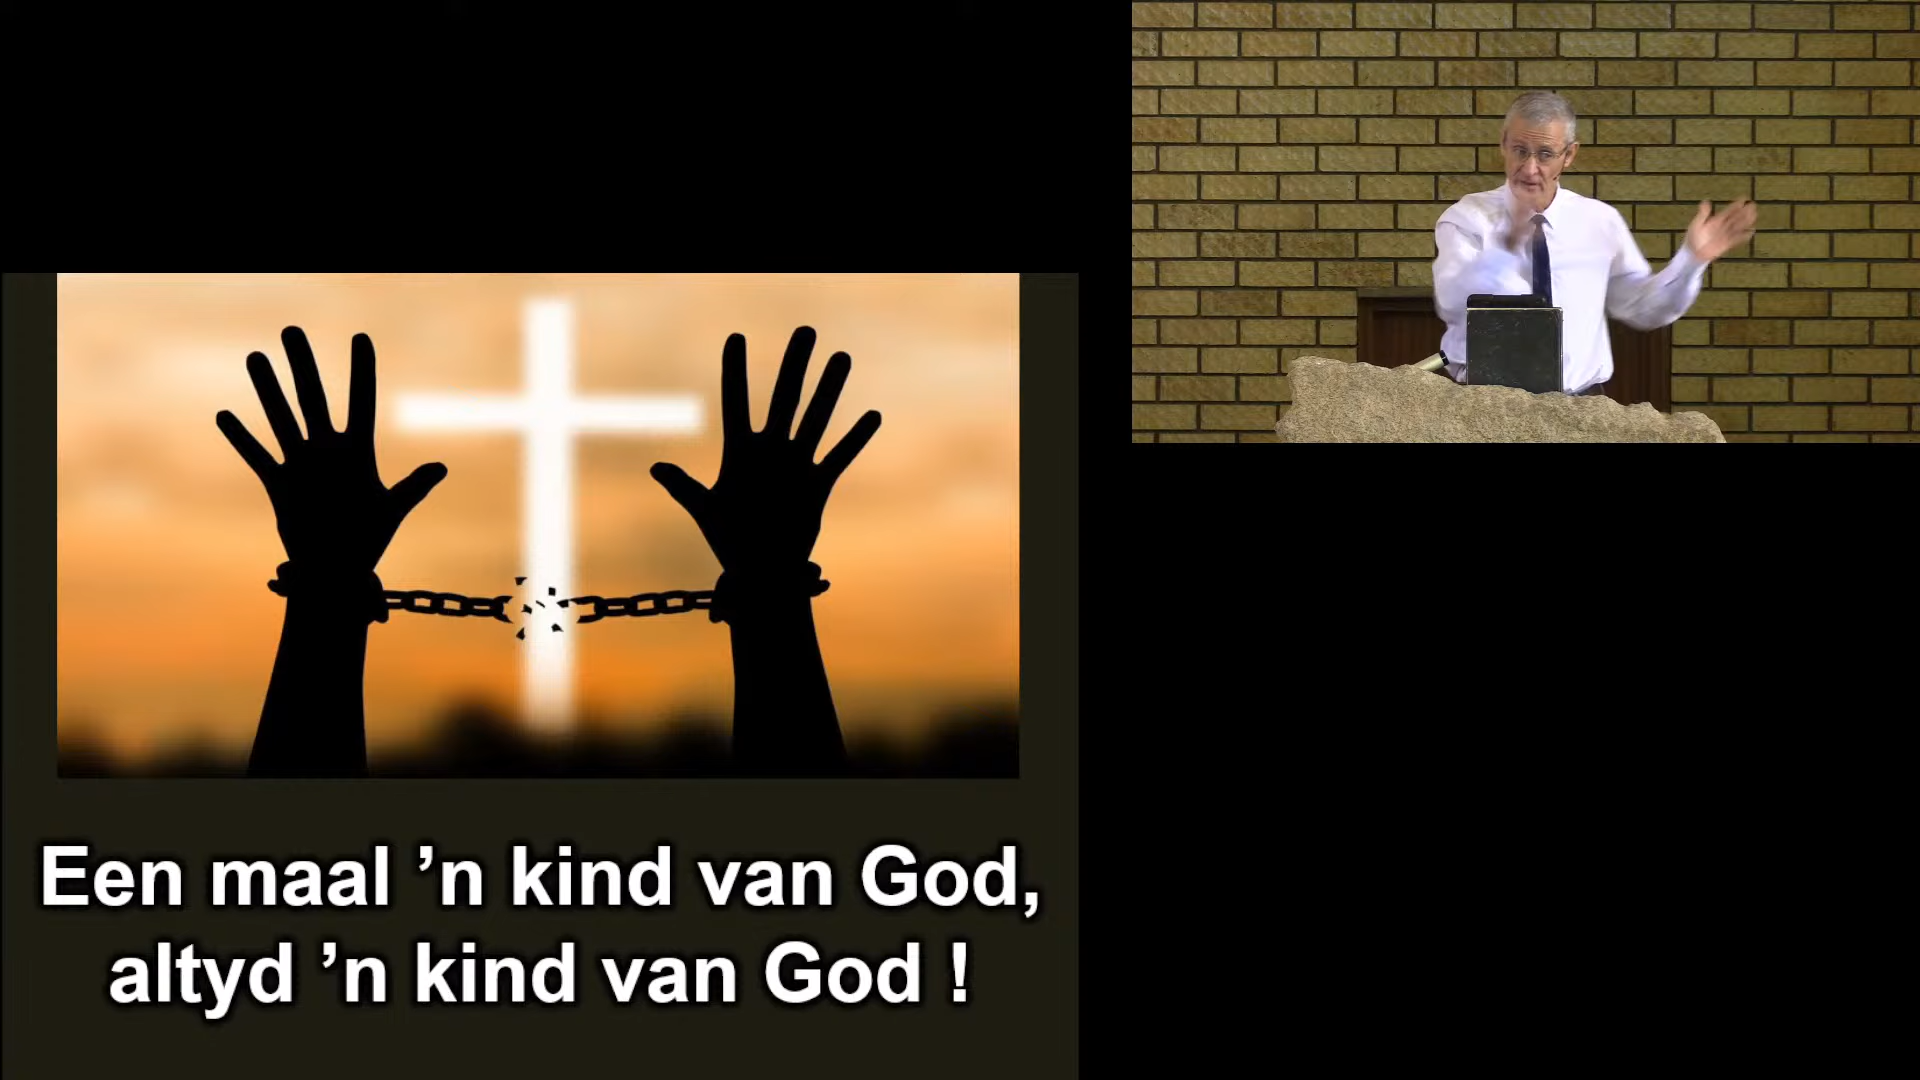 Een maal ’n kind van God,
altyd ’n kind van God !